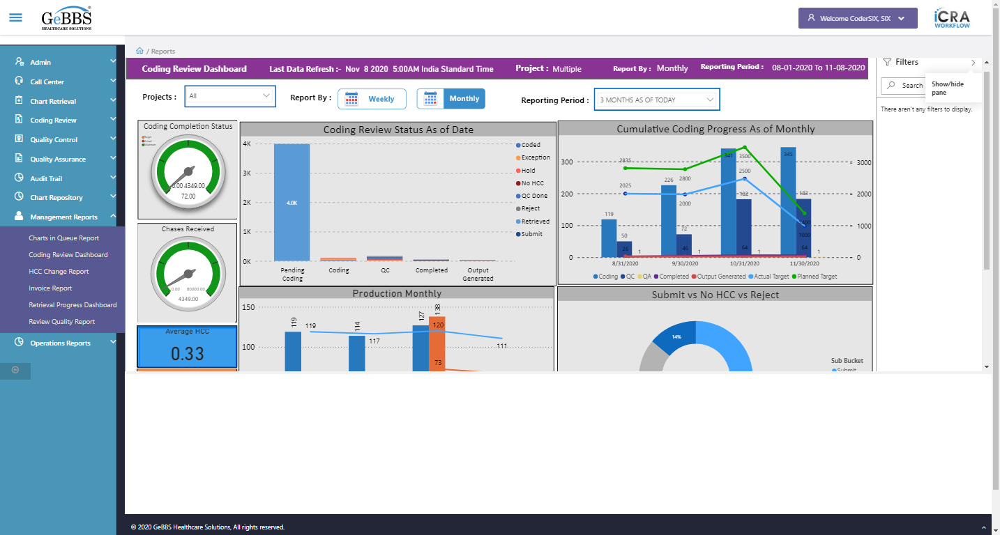 GeBBS
HEALTHCARE SOLUTIONS
Welcome CoderSIX, SIX
iCRA
WORKFLOW
Admin
Call Center
Chart Retrieval
Coding Review
Quality Control
Quality Assurance
Audit Trail
Chart Repository
Management Reports
Charts in Queue Report
Coding Review Dashboard
HCC Change Report
Invoice Report
Retrieval Progress Dashboard
Review Quality Report
Operations Reports
/ Reports
Coding Review Dashboard Last Data Refresh :- Nov 8 2020 5:00AM India Standard Time Project : Multiple Report By : Monthly Reporting Period : 08-01-2020 To 11-08-2020
Projects : All Report By : Weekly Monthly Reporting Period : 3 MONTHS AS OF TODAY
Filters
Search
Show/hide
pane
There aren't any filters to display.
Coding Completion Status
Target
Actual
Maximum
0.00 4349.00
72.00
Chases Received
0.00 80000.00
4349.00
Average HCC
0.33
Coding Review Status As of Date
4K
3K
2K
1K
0K
4.0K
Pending
Coding
Coding
QC
Completed
Output
Generated
Coded
Exception
Hold
No HCC
QC Done
Reject
Retrieved
Submit
Cumulative Coding Progress As of Monthly
300
200
100
0
3000
2000
1000
0
2835
2025
119
50
26
1
226
2800
2000
72
46
1
341
3500
2500
182
64
1
345
183
1000
64
1
8/31/2020
9/30/2020
10/31/2020
11/30/2020
Coding QC QA Completed Output Generated Actual Target Planned Target
Production Monthly
150
100
119
119
114
117
127
138
120
73
111
Submit vs No HCC vs Reject
14%
Sub Bucket
Submit
© 2020 GeBBS Healthcare Solutions, All rights reserved.